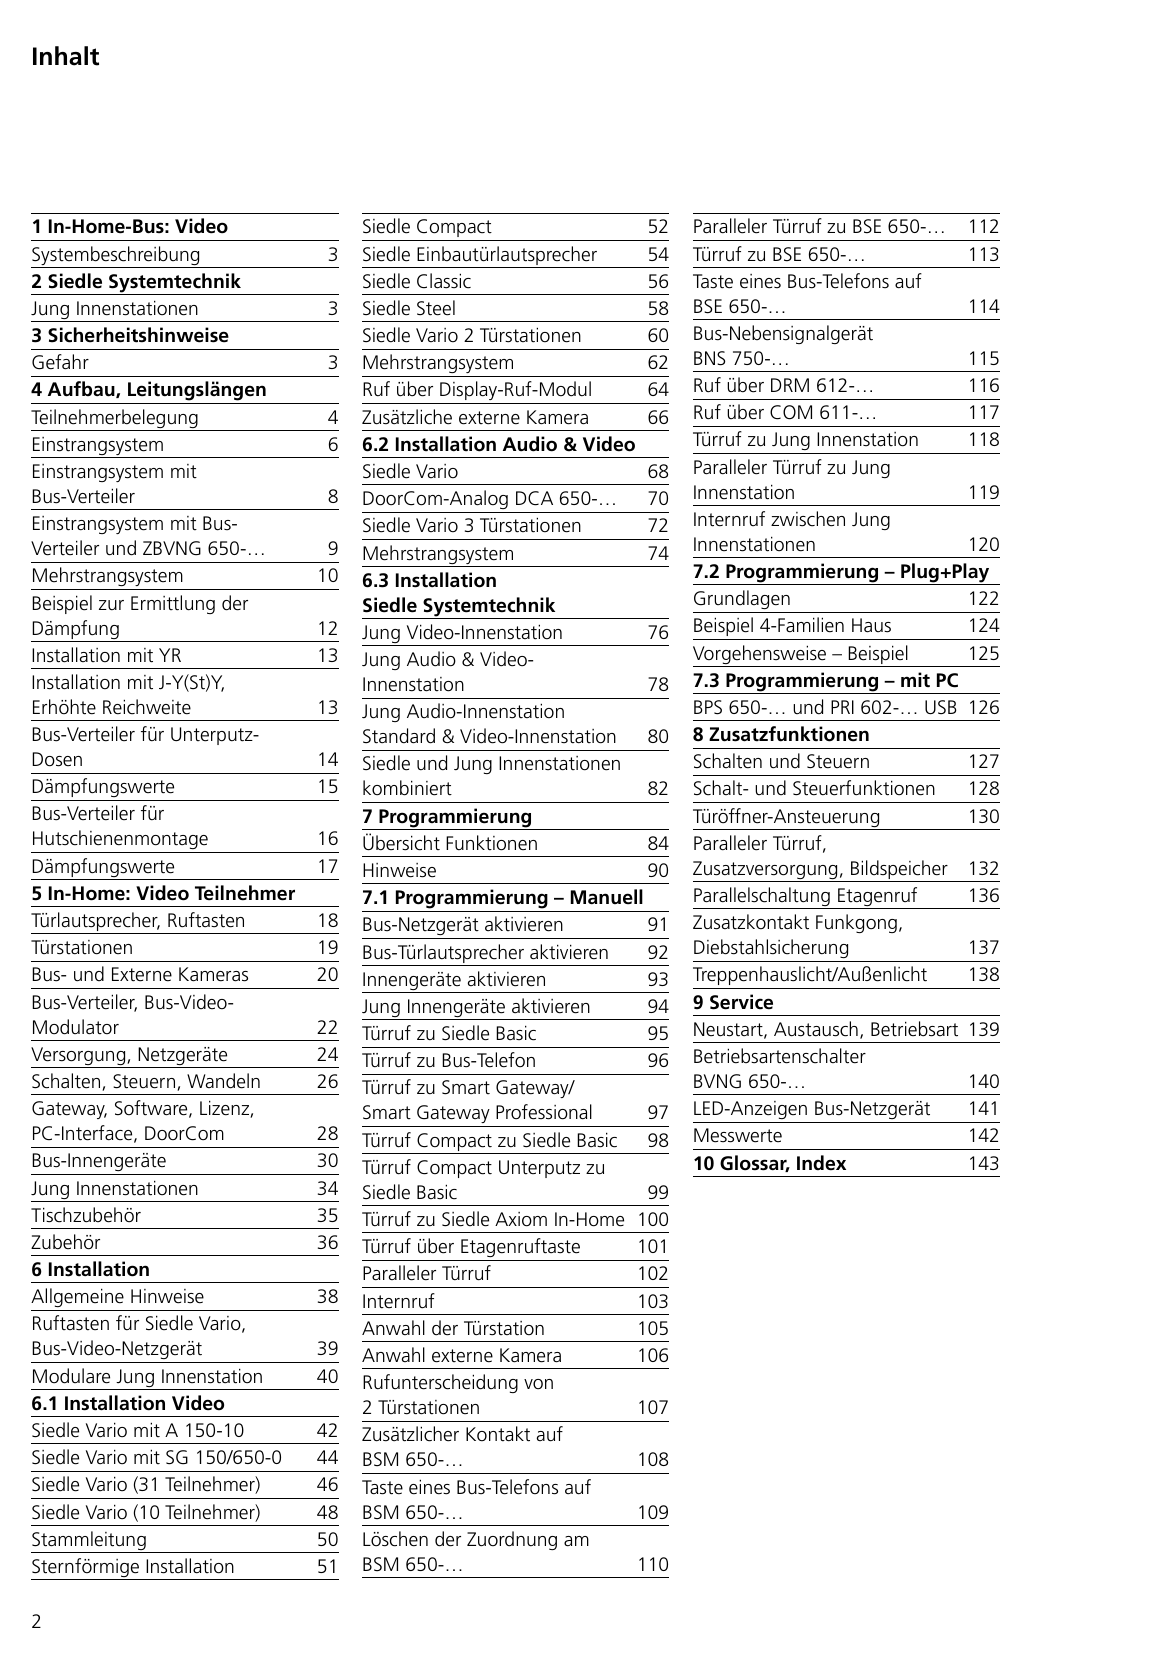 Inhalt
1 In-Home-Bus: Video
Systembeschreibung 3
2 Siedle Systemtechnik
Jung Innenstationen 3
3 Sicherheitshinweise
Gefahr 3
4 Aufbau, Leitungslängen
Teilnehmerbelegung 4
Einstrangsystem 6
Einstrangsystem mit
Bus-Verteiler 8
Einstrangsystem mit Bus-
Verteiler und ZBVNG 650-… 9
Mehrstrangsystem 10
Beispiel zur Ermittlung der
Dämpfung 12
Installation mit YR 13
Installation mit J-Y(St)Y,
Erhöhte Reichweite 13
Bus-Verteiler für Unterputz-
Dosen 14
Dämpfungswerte 15
Bus-Verteiler für
Hutschienenmontage 16
Dämpfungswerte 17
5 In-Home: Video Teilnehmer
Türlautsprecher, Ruftasten 18
Türstationen 19
Bus- und Externe Kameras 20
Bus-Verteiler, Bus-Video-
Modulator 22
Versorgung, Netzgeräte 24
Schalten, Steuern, Wandeln 26
Gateway, Software, Lizenz,
PC-Interface, DoorCom 28
Bus-Innengeräte 30
Jung Innenstationen 34
Tischzubehör 35
Zubehör 36
6 Installation
Allgemeine Hinweise 38
Ruftasten für Siedle Vario,
Bus-Video-Netzgerät 39
Modulare Jung Innenstation 40
6.1 Installation Video
Siedle Vario mit A 150-10 42
Siedle Vario mit SG 150/650-0 44
Siedle Vario (31 Teilnehmer) 46
Siedle Vario (10 Teilnehmer) 48
Stammleitung 50
Sternförmige Installation 51
Siedle Compact 52
Siedle Einbautürlautsprecher 54
Siedle Classic 56
Siedle Steel 58
Siedle Vario 2 Türstationen 60
Mehrstrangsystem 62
Ruf über Display-Ruf-Modul 64
Zusätzliche externe Kamera 66
6.2 Installation Audio & Video
Siedle Vario 68
DoorCom-Analog DCA 650-… 70
Siedle Vario 3 Türstationen 72
Mehrstrangsystem 74
6.3 Installation
Siedle Systemtechnik
Jung Video-Innenstation 76
Jung Audio & Video-
Innenstation 78
Jung Audio-Innenstation
Standard & Video-Innenstation 80
Siedle und Jung Innenstationen
kombiniert 82
7 Programmierung
Übersicht Funktionen 84
Hinweise 90
7.1 Programmierung – Manuell
Bus-Netzgerät aktivieren 91
Bus-Türlautsprecher aktivieren 92
Innengeräte aktivieren 93
Jung Innengeräte aktivieren 94
Türruf zu Siedle Basic 95
Türruf zu Bus-Telefon 96
Türruf zu Smart Gateway/
Smart Gateway Professional 97
Türruf Compact zu Siedle Basic 98
Türruf Compact Unterputz zu
Siedle Basic 99
Türruf zu Siedle Axiom In-Home 100
Türruf über Etagenruftaste 101
Paralleler Türruf 102
Internruf 103
Anwahl der Türstation 105
Anwahl externe Kamera 106
Rufunterscheidung von
2 Türstationen 107
Zusätzlicher Kontakt auf
BSM 650-… 108
Taste eines Bus-Telefons auf
BSM 650-… 109
Löschen der Zuordnung am
BSM 650-… 110
Paralleler Türruf zu BSE 650-… 112
Türruf zu BSE 650-… 113
Taste eines Bus-Telefons auf
BSE 650-… 114
Bus-Nebensignalgerät
BNS 750-… 115
Ruf über DRM 612-… 116
Ruf über COM 611-… 117
Türruf zu Jung Innenstation 118
Paralleler Türruf zu Jung
Innenstation 119
Internruf zwischen Jung
Innenstationen 120
7.2 Programmierung – Plug+Play
Grundlagen 122
Beispiel 4-Familien Haus 124
Vorgehensweise – Beispiel 125
7.3 Programmierung – mit PC
BPS 650-… und PRI 602-… USB 126
8 Zusatzfunktionen
Schalten und Steuern 127
Schalt- und Steuerfunktionen 128
Türöffner-Ansteuerung 130
Paralleler Türruf,
Zusatzversorgung, Bildspeicher 132
Parallelschaltung Etagenruf 136
Zusatzkontakt Funkgong,
Diebstahlsicherung 137
Treppenhauslicht/Außenlicht 138
9 Service
Neustart, Austausch, Betriebsart 139
Betriebsartenschalter
BVNG 650-… 140
LED-Anzeigen Bus-Netzgerät 141
Messwerte 142
10 Glossar, Index 143
2